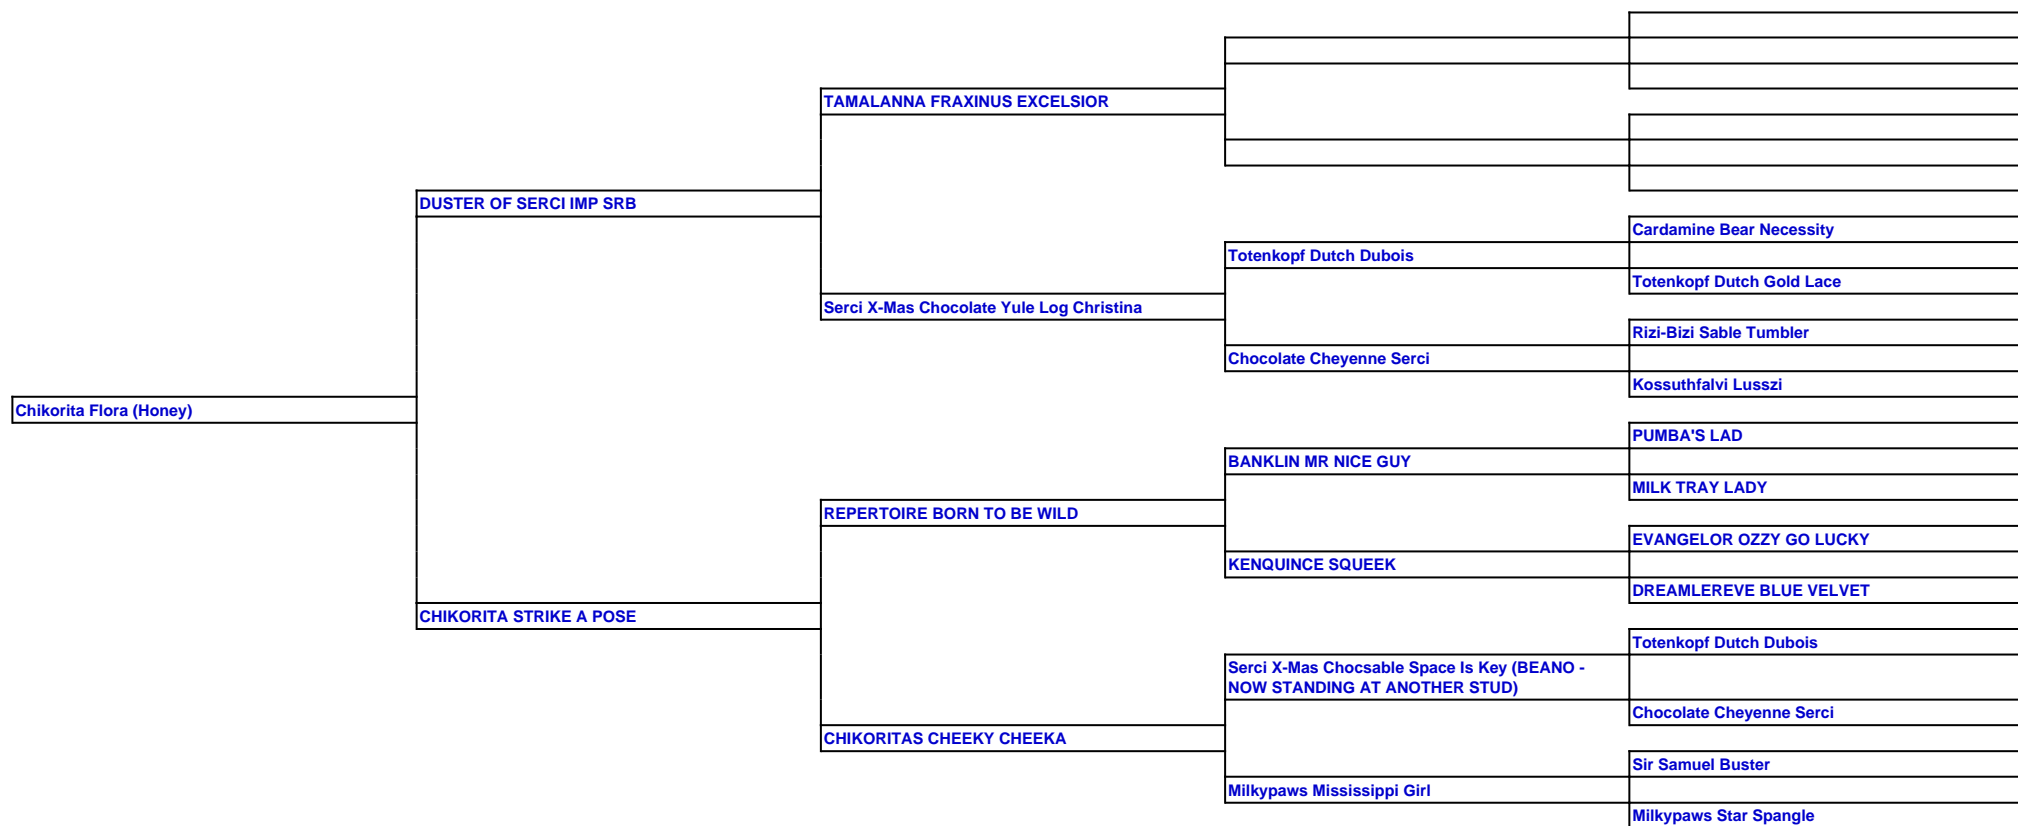 TAMALANNA FRAXINUS EXCELSIOR
DUSTER OF SERCI IMP SRB
Cardamine Bear Necessity
Totenkopf Dutch Dubois
Totenkopf Dutch Gold Lace
Serci X-Mas Chocolate Yule Log Christina
Rizi-Bizi Sable Tumbler
Chocolate Cheyenne Serci
Kossuthfalvi Lusszi
Chikorita Flora (Honey)
PUMBA'S LAD
BANKLIN MR NICE GUY
MILK TRAY LADY
REPERTOIRE BORN TO BE WILD
EVANGELOR OZZY GO LUCKY
KENQUINCE SQUEEK
DREAMLEREVE BLUE VELVET
CHIKORITA STRIKE A POSE
Totenkopf Dutch Dubois
Serci X-Mas Chocsable Space Is Key (BEANO -
NOW STANDING AT ANOTHER STUD)
Chocolate Cheyenne Serci
CHIKORITAS CHEEKY CHEEKA
Sir Samuel Buster
Milkypaws Mississippi Girl
Milkypaws Star Spangle